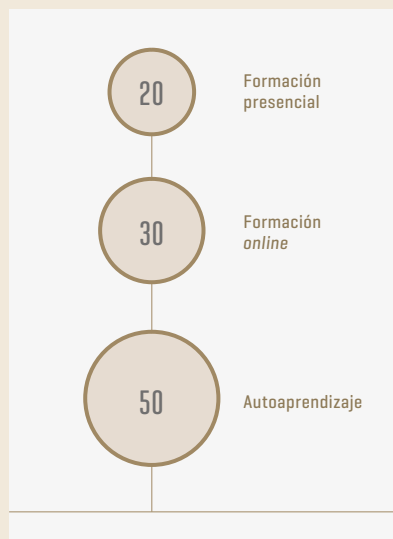 20
Formación
presencial
30
Formación
online
50
Autoaprendizaje